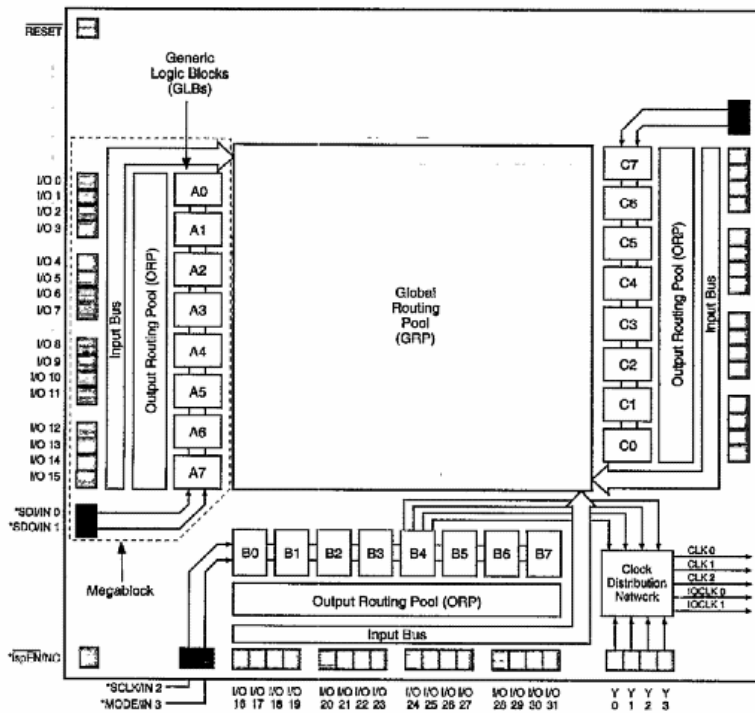 RESET
Generic
Logic Blocks
(GLBs)
I/O 0
I/O 1
I/O 2
I/O 3
I/O 4
I/O 5
I/O 6
I/O 7
I/O 8
I/O 9
I/O 10
I/O 11
I/O 12
I/O 13
I/O 14
I/O 15
*SDI/IN 0
*SDO/IN 1
Input Bus
Output Routing Pool (ORP)
A0
A1
A2
A3
A4
A5
A6
A7
Megablock
Global
Routing
Pool
(GRP)
C7
C6
C5
C4
C3
C2
C1
C0
Output Routing Pool (ORP)
Input Bus
B0 B1 B2 B3 B4 B5 B6 B7
Output Routing Pool (ORP)
Input Bus
Clock
Distribution
Network
CLK 0
CLK 1
CLK 2
IOCLK 0
IOCLK 1
*ispEN/NC
*SCLK/IN 2
*MODE/IN 3
I/O I/O I/O I/O I/O I/O I/O I/O I/O I/O I/O I/O I/O I/O I/O I/O
16 17 18 19 20 21 22 23 24 25 26 27 28 29 30 31
Y Y Y Y
0 1 2 3